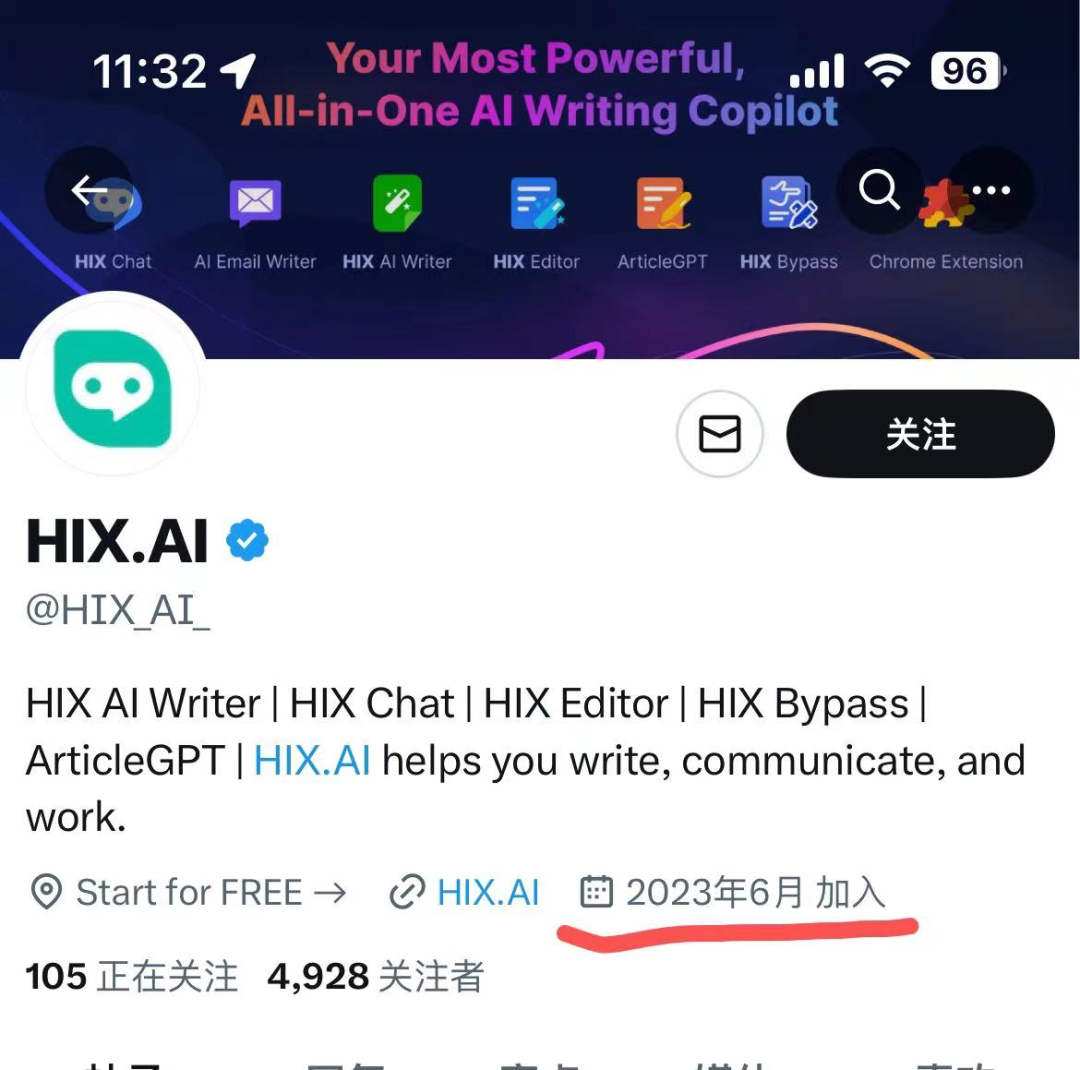 Your Most Powerful,
11:32
96
All-in-One AI Writing Copilot
HIX Chat
AI Email Writer
HIX AI Writer
HIX Editor
ArticleGPT
HIX Bypass
Chrome Extension
关注
HIX.AI
@HIX_AI_
HIX AI Writer | HIX Chat | HIX Editor | HIX Bypass |
ArticleGPT | HIX.AI helps you write, communicate, and
work.
Start for FREE → HIX.AI 2023年6月 加入
105 正在关注 4,928 关注者